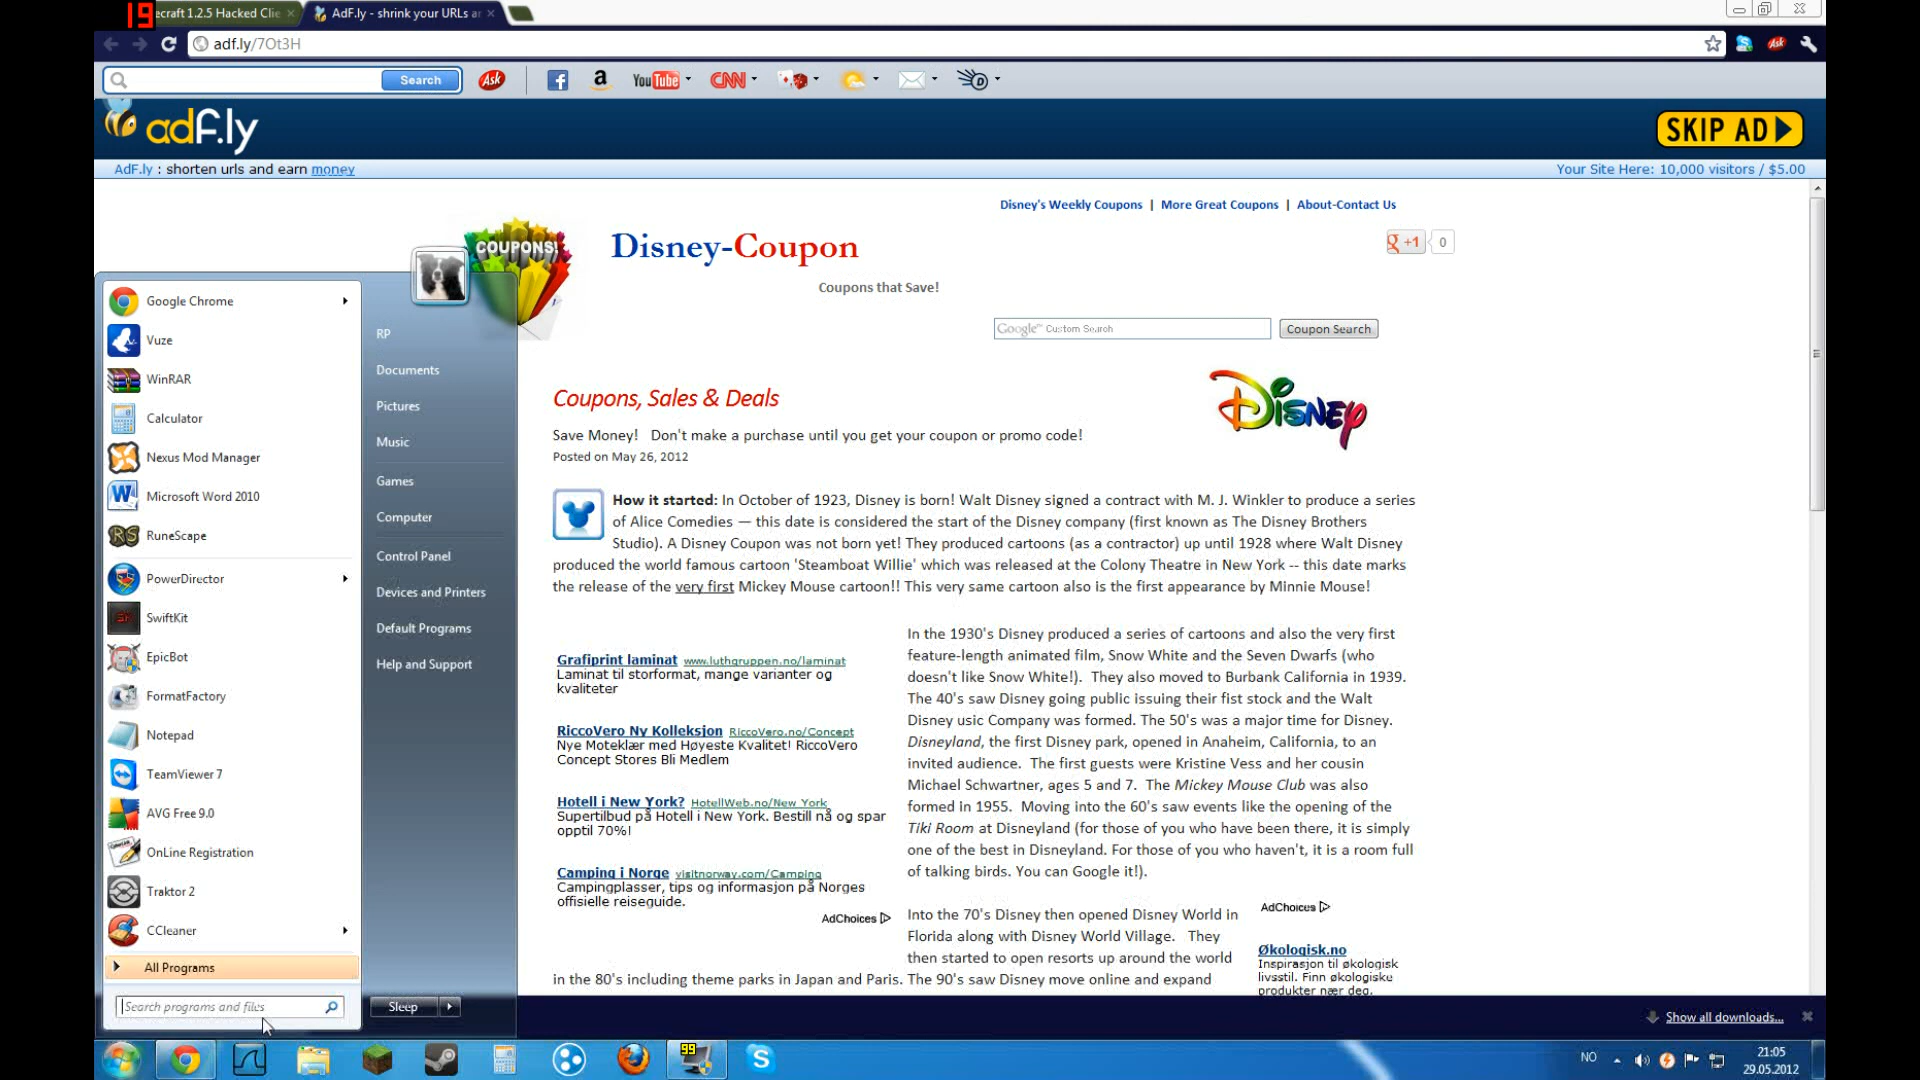 19
ecraft 1.2.5 Hacked Clie
AdF.ly - shrink your URLs ar
adf.ly/7Ot3H
Ask
Search
Ask
You Tube
CNN
adf.ly
SKIP AD
AdF.ly : shorten urls and earn money
Your Site Here: 10,000 visitors / $5.00
Disney's Weekly Coupons | More Great Coupons | About-Contact Us
COUPONS!
Disney-Coupon
+1
0
Coupons that Save!
Google™ Custom Search
Coupon Search
Google Chrome
Vuze
WinRAR
Calculator
Nexus Mod Manager
Microsoft Word 2010
RuneScape
PowerDirector
SwiftKit
EpicBot
FormatFactory
Notepad
TeamViewer 7
AVG Free 9.0
OnLine Registration
Traktor 2
CCleaner
All Programs
Search programs and files
RP
Documents
Pictures
Music
Games
Computer
Control Panel
Devices and Printers
Default Programs
Help and Support
Sleep
Coupons, Sales & Deals
DISNEY
Save Money!   Don't make a purchase until you get your coupon or promo code!
Posted on May 26, 2012
How it started: In October of 1923, Disney is born! Walt Disney signed a contract with M. J. Winkler to produce a series
of Alice Comedies — this date is considered the start of the Disney company (first known as The Disney Brothers
Studio). A Disney Coupon was not born yet! They produced cartoons (as a contractor) up until 1928 where Walt Disney
produced the world famous cartoon 'Steamboat Willie' which was released at the Colony Theatre in New York -- this date marks
the release of the very first Mickey Mouse cartoon!! This very same cartoon also is the first appearance by Minnie Mouse!
Grafiprint laminat www.luthgruppen.no/laminat
Laminat til storformat, mange varianter og
kvaliteter
RiccoVero Ny Kolleksjon RiccoVero.no/Concept
Nye Moteklær med Høyeste Kvalitet! RiccoVero
Concept Stores Bli Medlem
Hotell i New York? HotellWeb.no/New York
Supertilbud på Hotell i New York. Bestill nå og spar
opptil 70%!
Camping i Norge visitnorway.com/Camping
Campingplasser, tips og informasjon på Norges
offisielle reiseguide.
AdChoices
In the 1930's Disney produced a series of cartoons and also the very first
feature-length animated film, Snow White and the Seven Dwarfs (who
doesn't like Snow White!).  They also moved to Burbank California in 1939.
The 40's saw Disney going public issuing their fist stock and the Walt
Disney usic Company was formed. The 50's was a major time for Disney.
Disneyland, the first Disney park, opened in Anaheim, California, to an
invited audience.  The first guests were Kristine Vess and her cousin
Michael Schwartner, ages 5 and 7.  The Mickey Mouse Club was also
formed in 1955.  Moving into the 60's saw events like the opening of the
Tiki Room at Disneyland (for those of you who have been there, it is simply
one of the best in Disneyland. For those of you who haven't, it is a room full
of talking birds. You can Google it!).
Into the 70's Disney then opened Disney World in
Florida along with Disney World Village.   They
then started to open resorts up around the world
in the 80's including theme parks in Japan and Paris. The 90's saw Disney move online and expand
AdChoices
Økologisk.no
Inspirasjon til økologisk
livsstil. Finn økologiske
produkter nær deg.
Show all downloads...
99
NO
21:05
29.05.2012